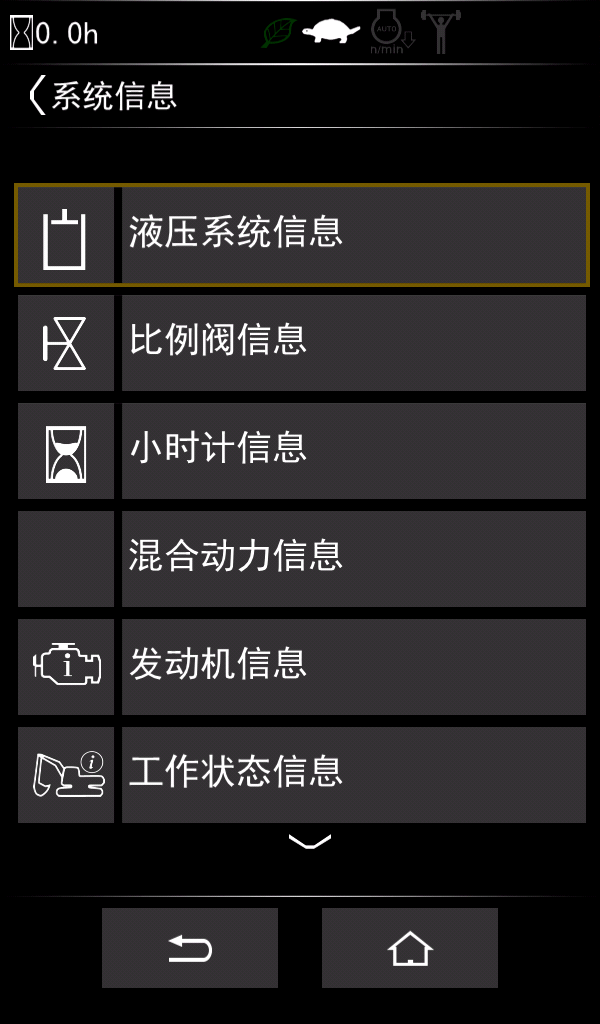 0.0h
AUTO
n/min
系统信息
液压系统信息
比例阀信息
小时计信息
混合动力信息
i
发动机信息
i
工作状态信息